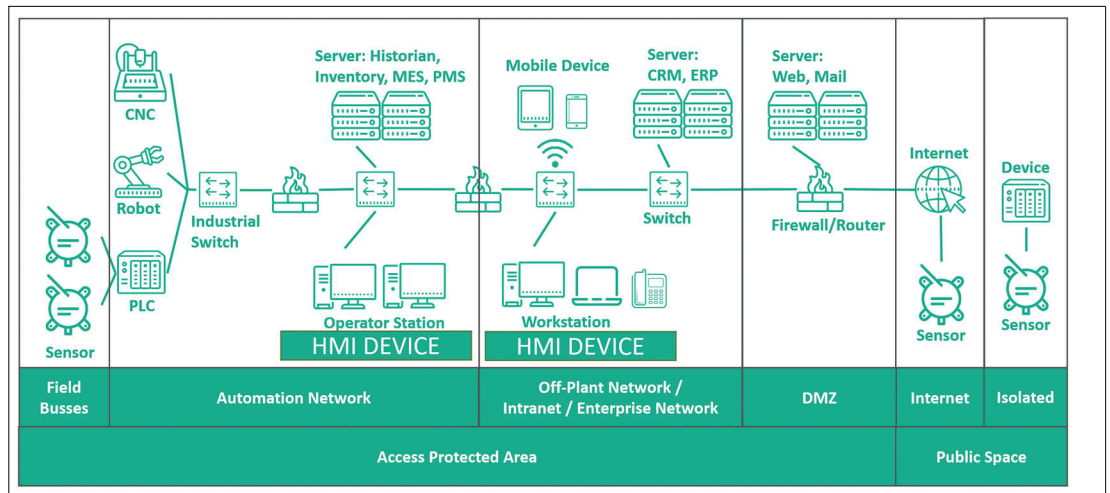 CNC
Robot
PLC
Sensor
Industrial
Switch
Server: Historian,
Inventory, MES, PMS
Operator Station
HMI DEVICE
Mobile Device
Server:
CRM, ERP
Switch
Workstation
HMI DEVICE
Server:
Web, Mail
Firewall/Router
Internet
Sensor
Device
Sensor
Field
Busses
Automation Network
Off-Plant Network /
Intranet / Enterprise Network
DMZ
Internet
Isolated
Access Protected Area
Public Space